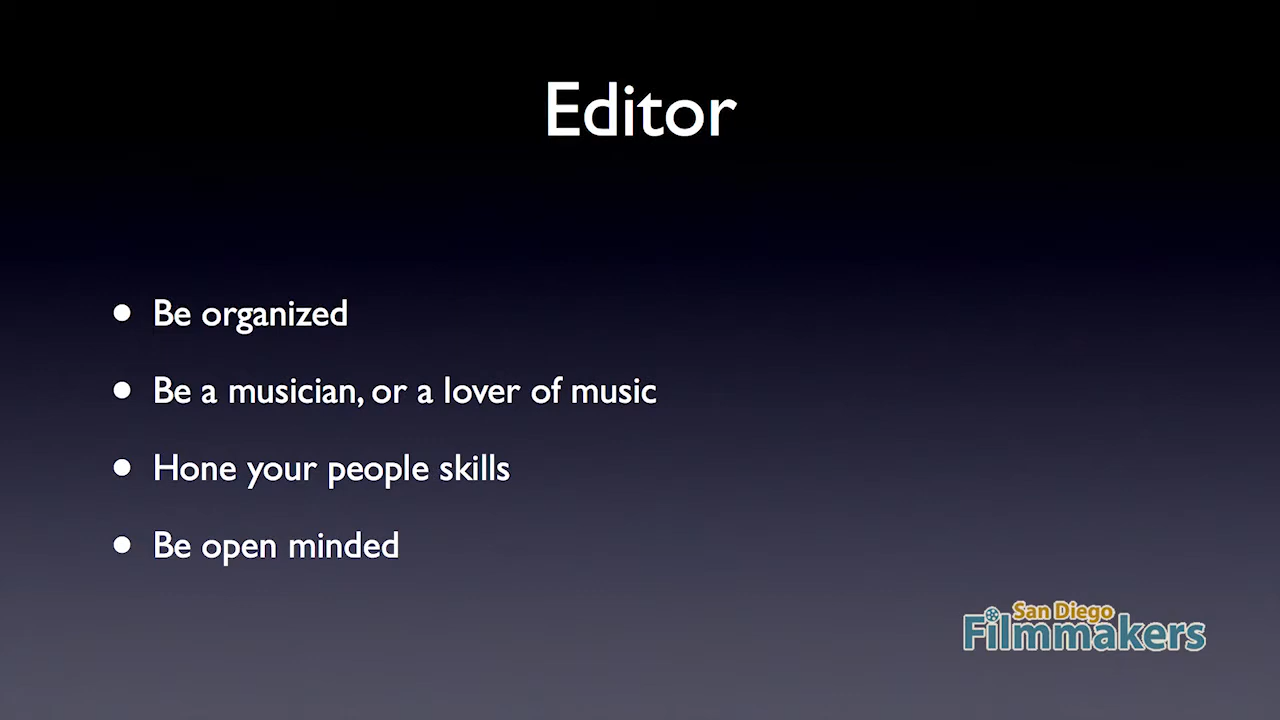 Editor
• Be organized
• Be a musician, or a lover of music
• Hone your people skills
• Be open minded
San Diego
Filmmakers